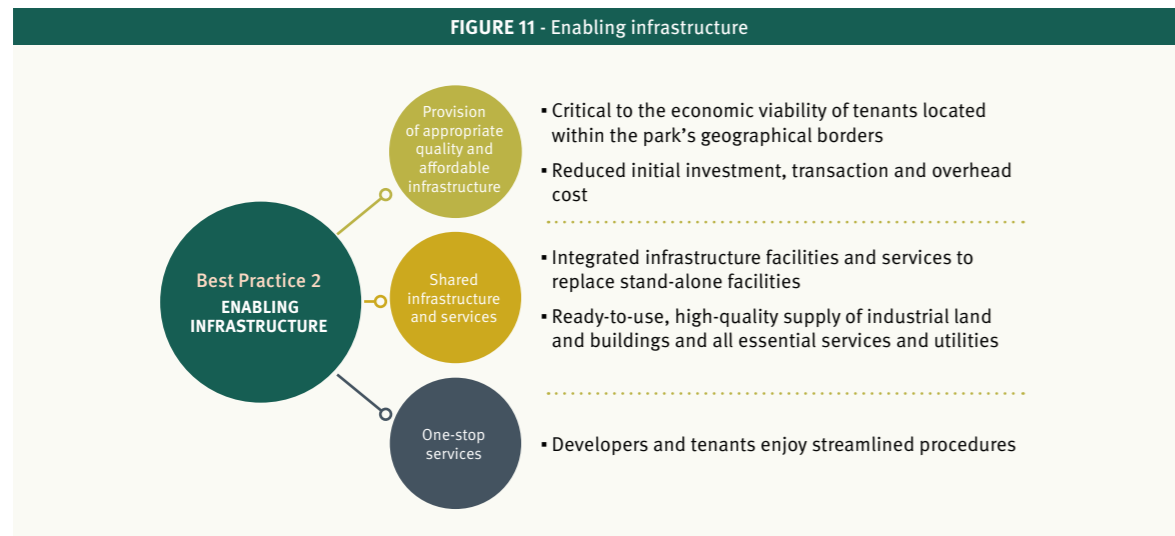 FIGURE 11 - Enabling infrastructure
Best Practice 2
ENABLING
INFRASTRUCTURE
Provision
of appropriate
quality and
affordable
infrastructure
▪ Critical to the economic viability of tenants located
within the park’s geographical borders
▪ Reduced initial investment, transaction and overhead
cost
Shared
infrastructure
and services
▪ Integrated infrastructure facilities and services to
replace stand-alone facilities
▪ Ready-to-use, high-quality supply of industrial land
and buildings and all essential services and utilities
One-stop
services
▪ Developers and tenants enjoy streamlined procedures